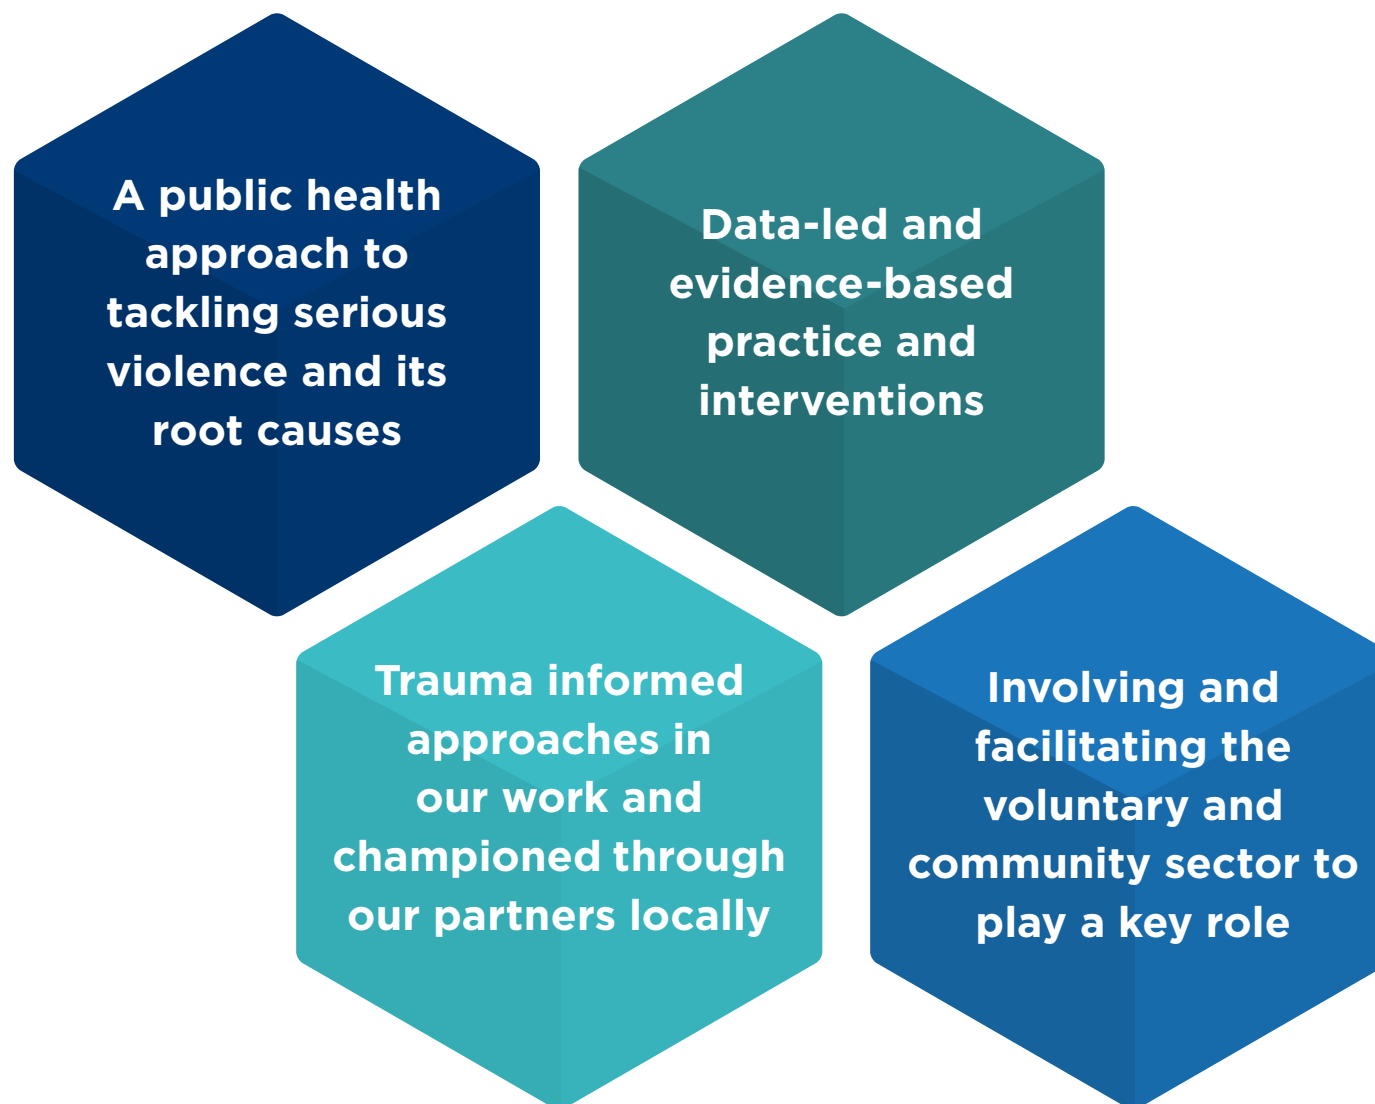 A public health
approach to
tackling serious
violence and its
root causes
Data-led and
evidence-based
practice and
interventions
Trauma informed
approaches in
our work and
championed through
our partners locally
Involving and
facilitating the
voluntary and
community sector to
play a key role